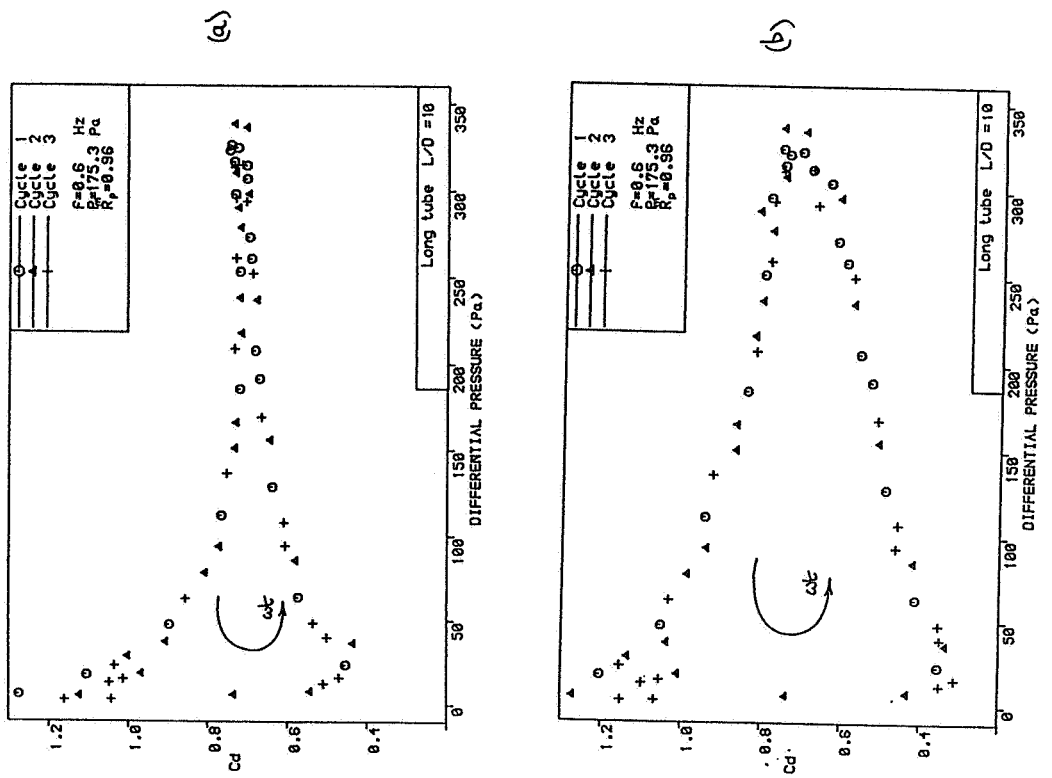 (a)
Cycle 1
Cycle 2
Cycle 3
f=0.6 Hz
Pm=175.3 Pa
Rp=0.96
1.2
1.0
0.8
Cd
0.6
0.4
ωt
Long tube L/D =10
0 50 100 150 200 250 300 350
DIFFERENTIAL PRESSURE (Pa)
(b)
Cycle 1
Cycle 2
Cycle 3
f=0.6 Hz
Pm=175.3 Pa
Rp=0.96
1.2
1.0
0.8
Cd
0.6
0.4
ωt
Long tube L/D =10
0 50 100 150 200 250 300 350
DIFFERENTIAL PRESSURE (Pa)